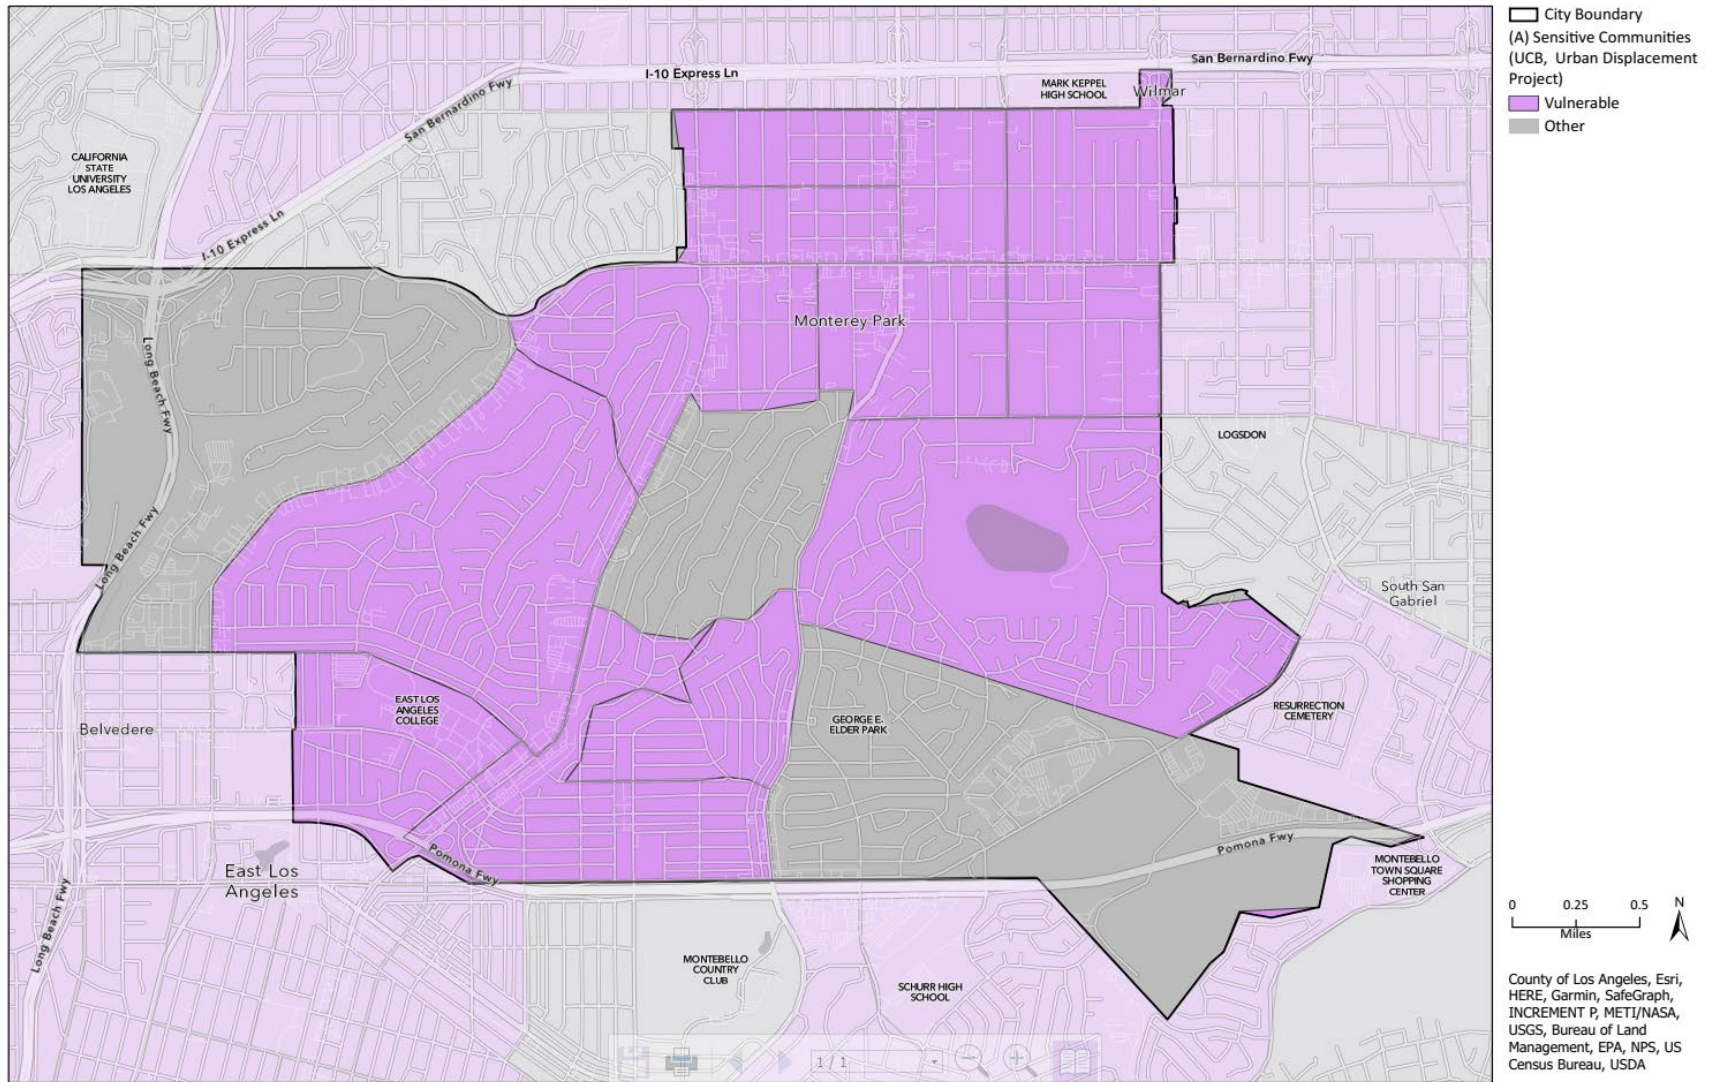 City Boundary
(A) Sensitive Communities
(UCB, Urban Displacement
Project)
Vulnerable
Other
San Bernardino Fwy
I-10 Express Ln
MARK KEPPEL
HIGH SCHOOL
Wilmar
San Bernardino Fwy
CALIFORNIA
STATE
UNIVERSITY
LOS ANGELES
I-10 Express Ln
Monterey Park
Long Beach Fwy
LOGSDON
Long Beach Fwy
South San
Gabriel
EAST LOS
ANGELES
COLLEGE
RESURRECTION
CEMETERY
GEORGE E.
ELDER PARK
Belvedere
Pomona Fwy
Pomona Fwy
East Los
Angeles
MONTEBELLO
TOWN SQUARE
SHOPPING
CENTER
Long Beach Fwy
MONTEBELLO
COUNTRY
CLUB
SCHURR HIGH
SCHOOL
1 / 1
0 0.25 0.5
Miles
N
County of Los Angeles, Esri,
HERE, Garmin, SafeGraph,
INCREMENT P, METI/NASA,
USGS, Bureau of Land
Management, EPA, NPS, US
Census Bureau, USDA